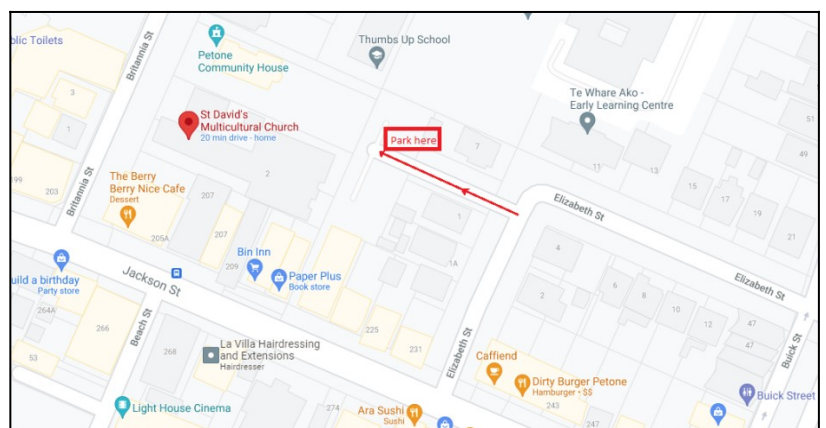 blic Toilets
Britannia St
Petone
Community House
Thumbs Up School
Te Whare Ako -
Early Learning Centre
3
1
St David's
Multicultural Church
20 min drive - home
Park here
7
11
13
51
49
15
17
19
21
2
199
203
Britannia St
The Berry
Berry Nice Cafe
Dessert
207
207
205A
209
Bin Inn
1
1A
Elizabeth St
4
2
6
8
10
12
47
47
Elizabeth St
uild a birthday
Party store
264A
Jackson St
Paper Plus
Book store
Beach St
266
268
53
225
231
La Villa Hairdressing
and Extensions
Hairdresser
Elizabeth St
Caffiend
Dirty Burger Petone
Hamburger • $$
243
247
Buick St
Buick Street
Light House Cinema
274
Ara Sushi
Sushi